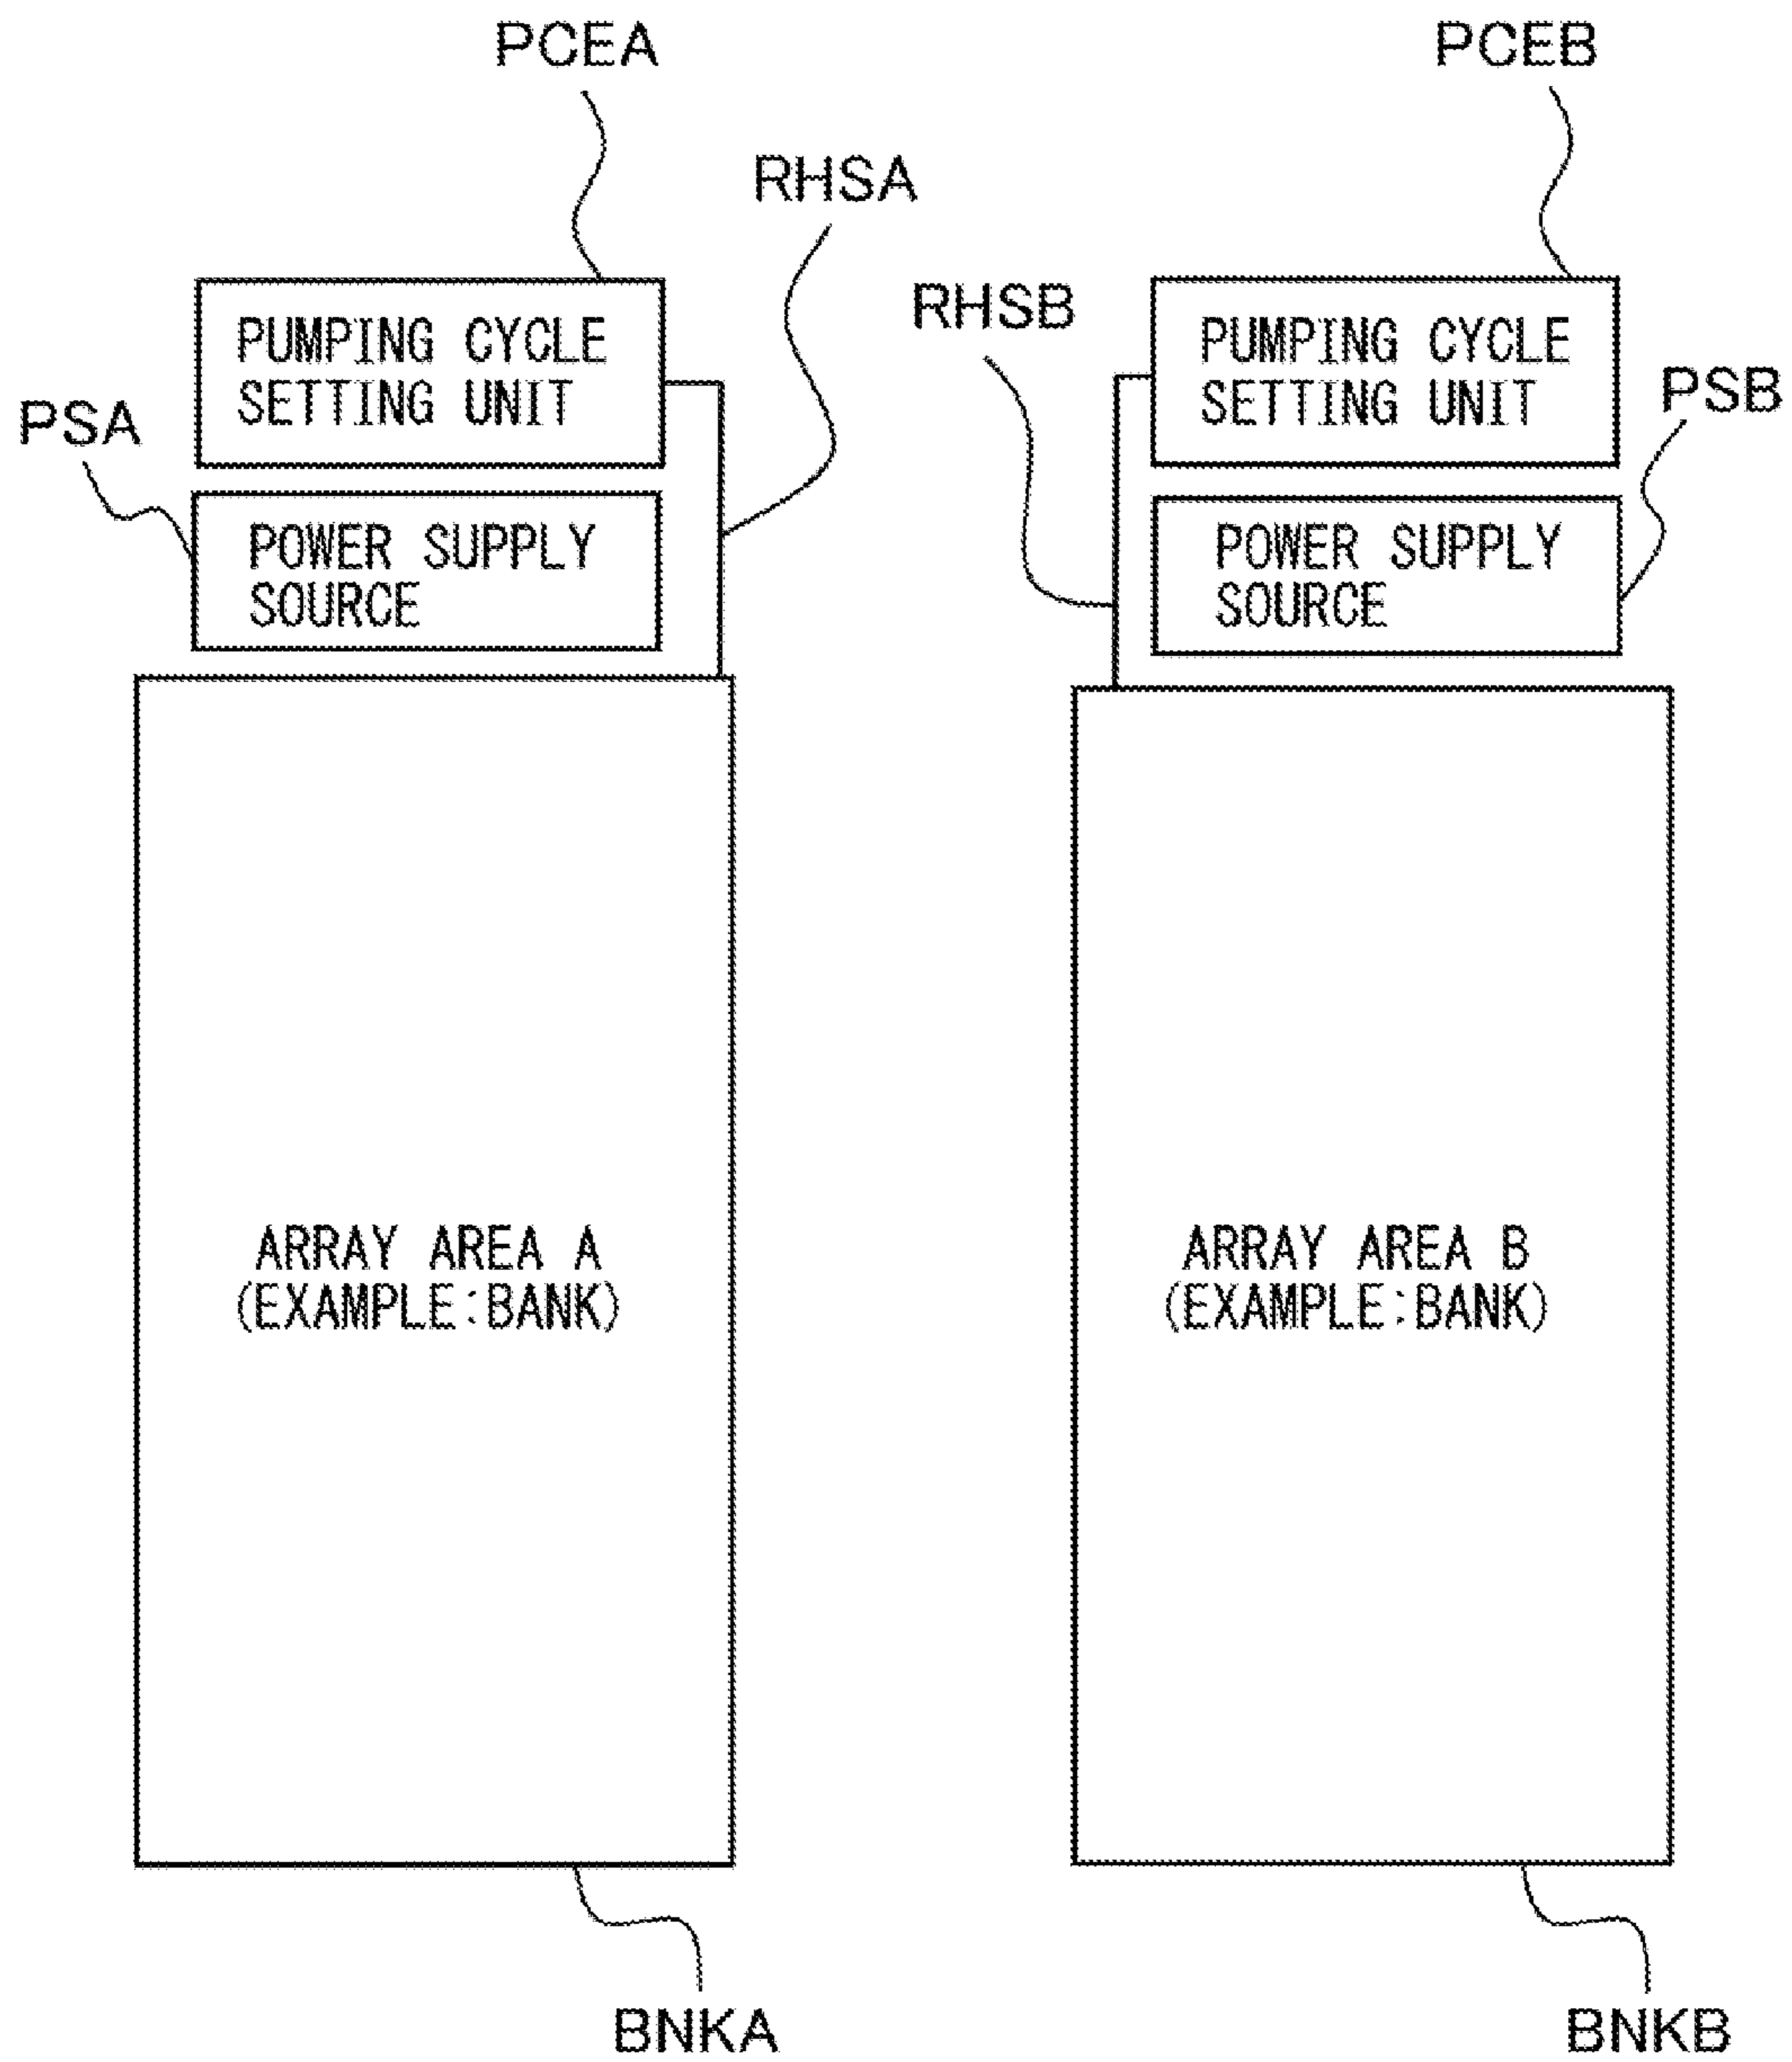 PCEA
PCEB
RHSA
RHSB
PUMPING CYCLE
SETTING UNIT
PUMPING CYCLE
SETTING UNIT
PSA
PSB
POWER SUPPLY
SOURCE
POWER SUPPLY
SOURCE
ARRAY AREA A
(EXAMPLE:BANK)
ARRAY AREA B
(EXAMPLE:BANK)
BNKA
BNKB